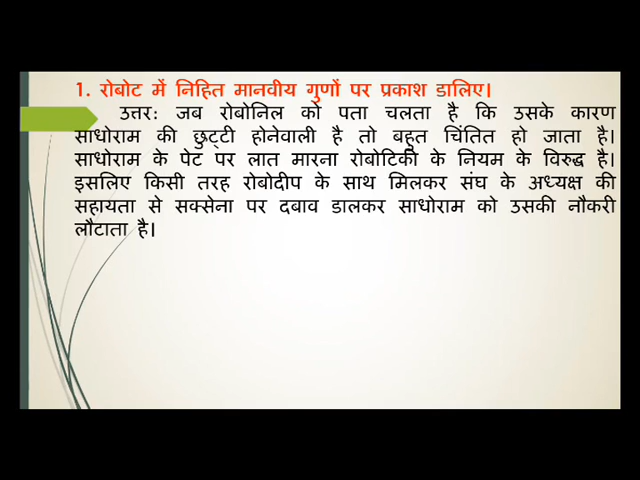 1. रोबोट में निहित मानवीय गुणों पर प्रकाश डालिए।
उत्तर: जब रोबोनिल को पता चलता है कि उसके कारण
साधोराम की छुट्टी होनेवाली है तो बहुत चिंतित हो जाता है।
साधोराम के पेट पर लात मारना रोबोटिकी के नियम के विरुद्ध है।
इसलिए किसी तरह रोबोदीप के साथ मिलकर संघ के अध्यक्ष की
सहायता से सक्सेना पर दबाव डालकर साधोराम को उसकी नौकरी
लौटाता है।